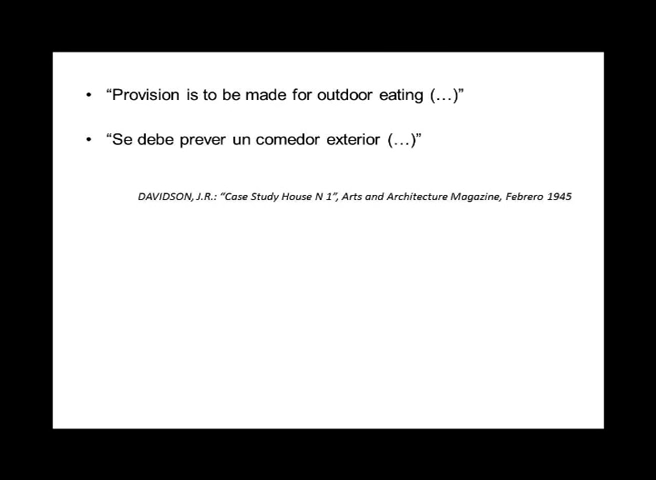 • “Provision is to be made for outdoor eating (…)”
• “Se debe prever un comedor exterior (…)”
DAVIDSON, J.R.: “Case Study House N 1”, Arts and Architecture Magazine, Febrero 1945